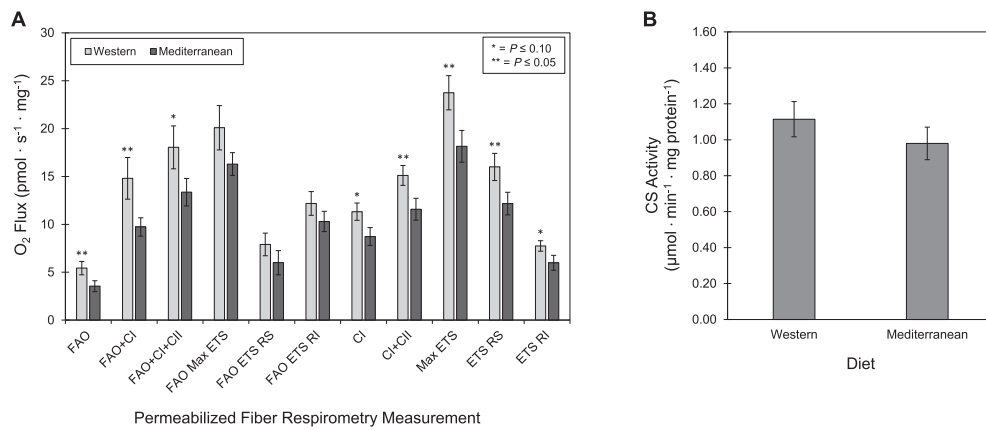 A
30
25
20
15
10
5
0
O₂ Flux (pmol · s⁻¹ · mg⁻¹)
Western Mediterranean
* = P ≤ 0.10
** = P ≤ 0.05
**
**
*
*
**
**
**
*
FAO
FAO+CI
FAO+CI+CII
FAO Max ETS
FAO ETS RS
FAO ETS RI
CI
CI+CII
Max ETS
ETS RS
ETS RI
Permeabilized Fiber Respirometry Measurement
B
1.60
1.40
1.20
1.00
0.80
0.60
0.40
0.20
0.00
CS Activity
(µmol · min⁻¹ · mg protein⁻¹)
Western
Mediterranean
Diet